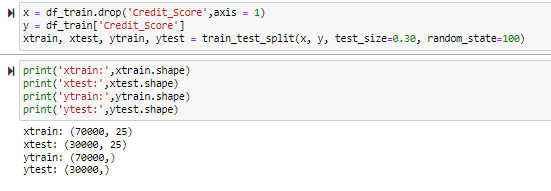 x = df_train.drop('Credit_Score',axis = 1)
y = df_train['Credit_Score']
xtrain, xtest, ytrain, ytest = train_test_split(x, y, test_size=0.30, random_state=100)
print('xtrain:',xtrain.shape)
print('xtest:',xtest.shape)
print('ytrain:',ytrain.shape)
print('ytest:',ytest.shape)
xtrain: (70000, 25)
xtest: (30000, 25)
ytrain: (70000,)
ytest: (30000,)